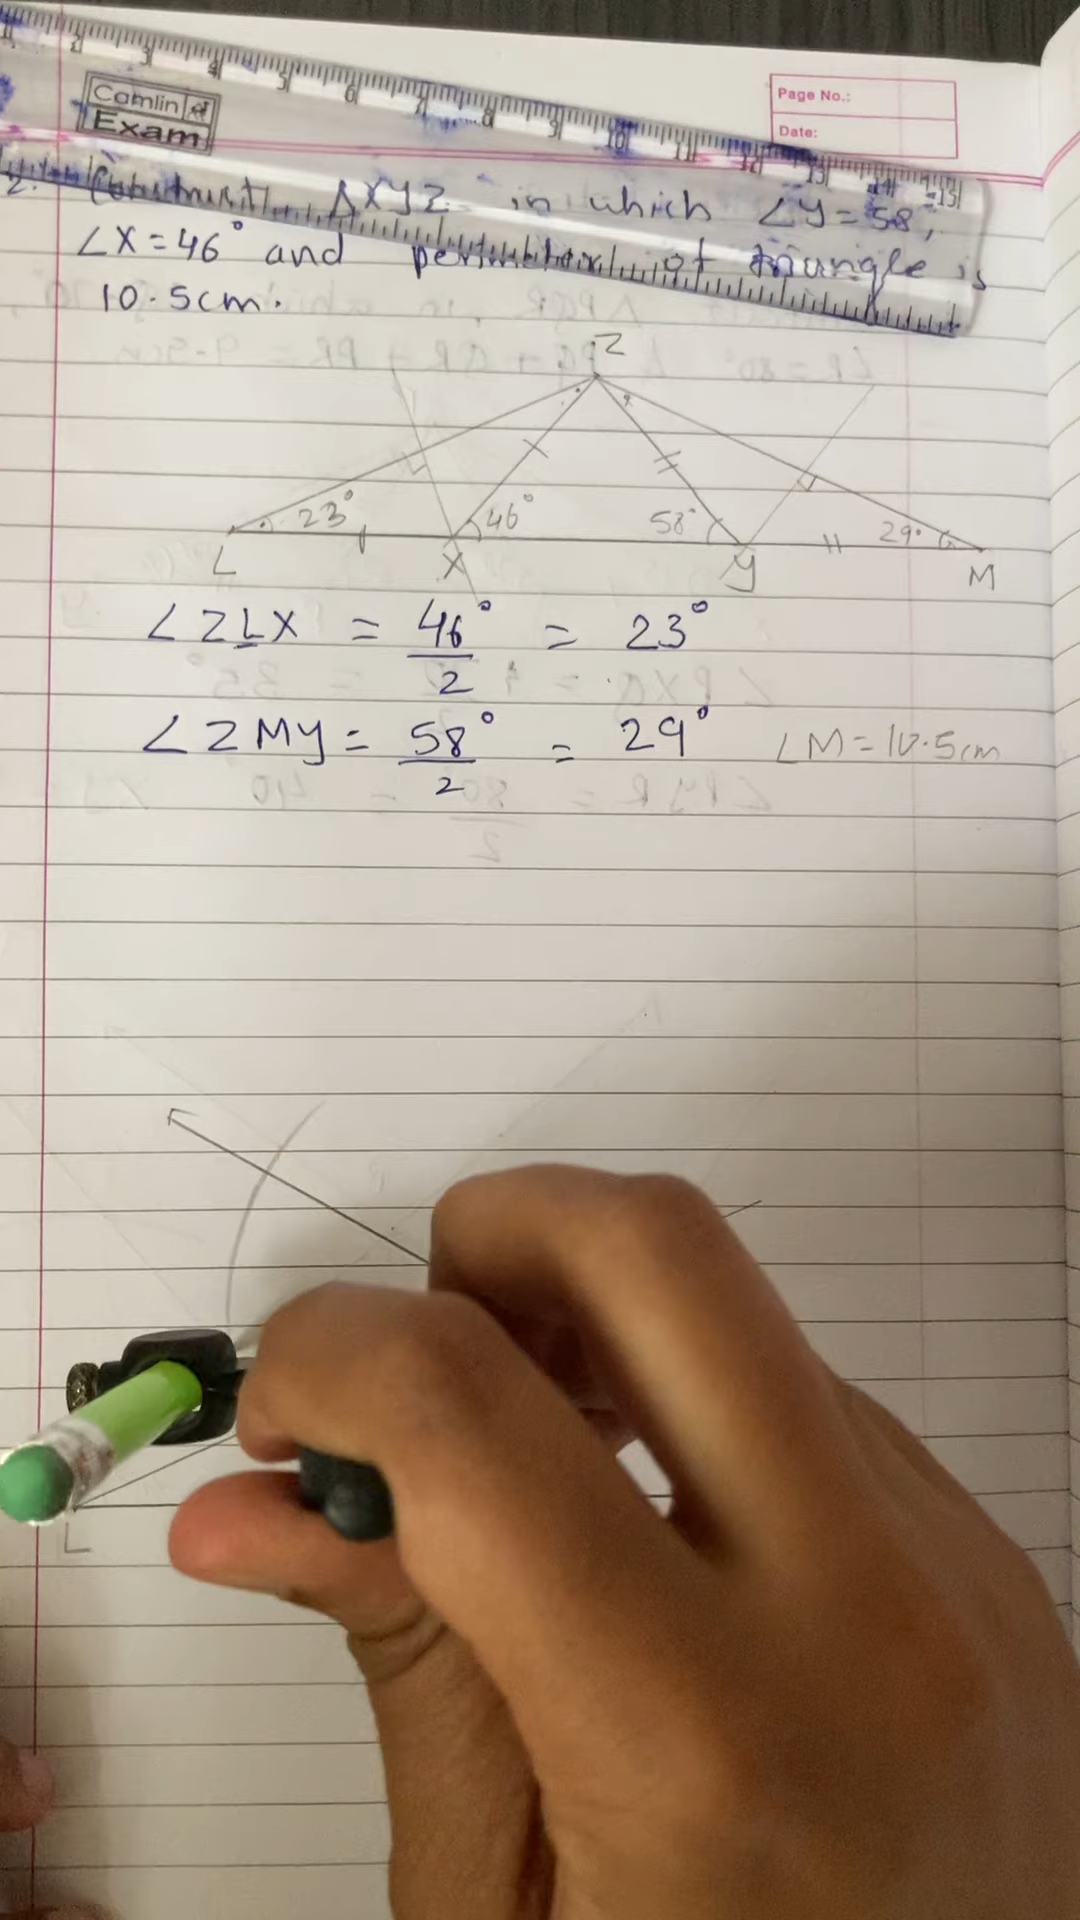 Camlin
Exam
Page No.:
Date:
2. Construct ΔXYZ in which ∠Y = 58°,
∠X = 46° and perimeter of triangle is
10.5cm.
Z
23° 46° 58° 29°
L X Y M
∠ZLX = 46°/2 = 23°
∠ZMY = 58°/2 = 29° LM = 10.5cm
L